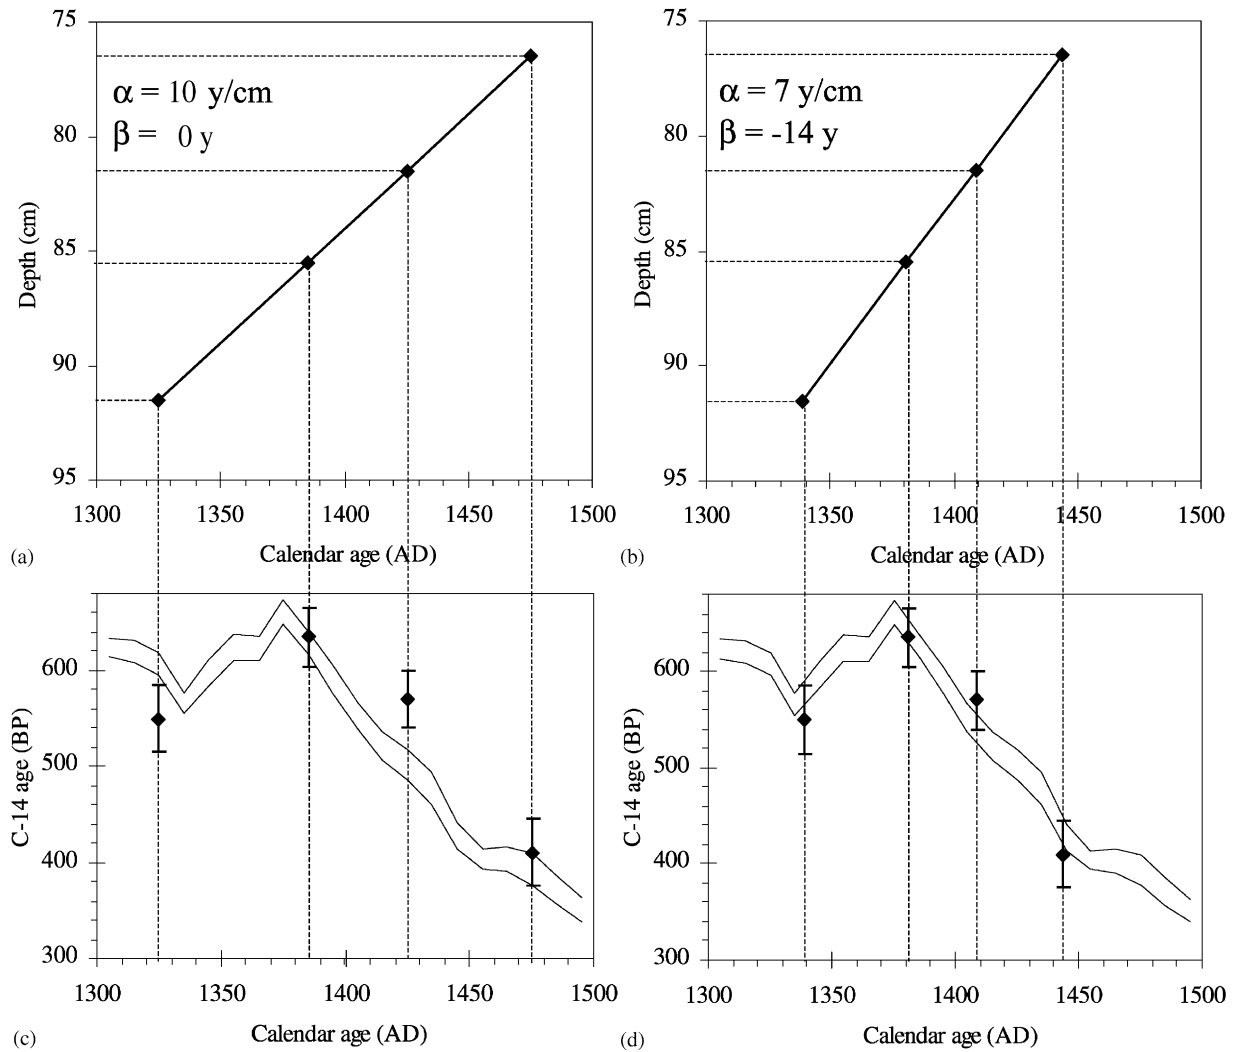 75
80
85
90
95
Depth (cm)
α = 10 y/cm
β = 0 y
1300 1350 1400 1450 1500
Calendar age (AD)
(a)
75
80
85
90
95
Depth (cm)
α = 7 y/cm
β = -14 y
1300 1350 1400 1450 1500
Calendar age (AD)
(b)
600
500
400
300
C-14 age (BP)
1300 1350 1400 1450 1500
Calendar age (AD)
(c)
600
500
400
300
C-14 age (BP)
1300 1350 1400 1450 1500
Calendar age (AD)
(d)